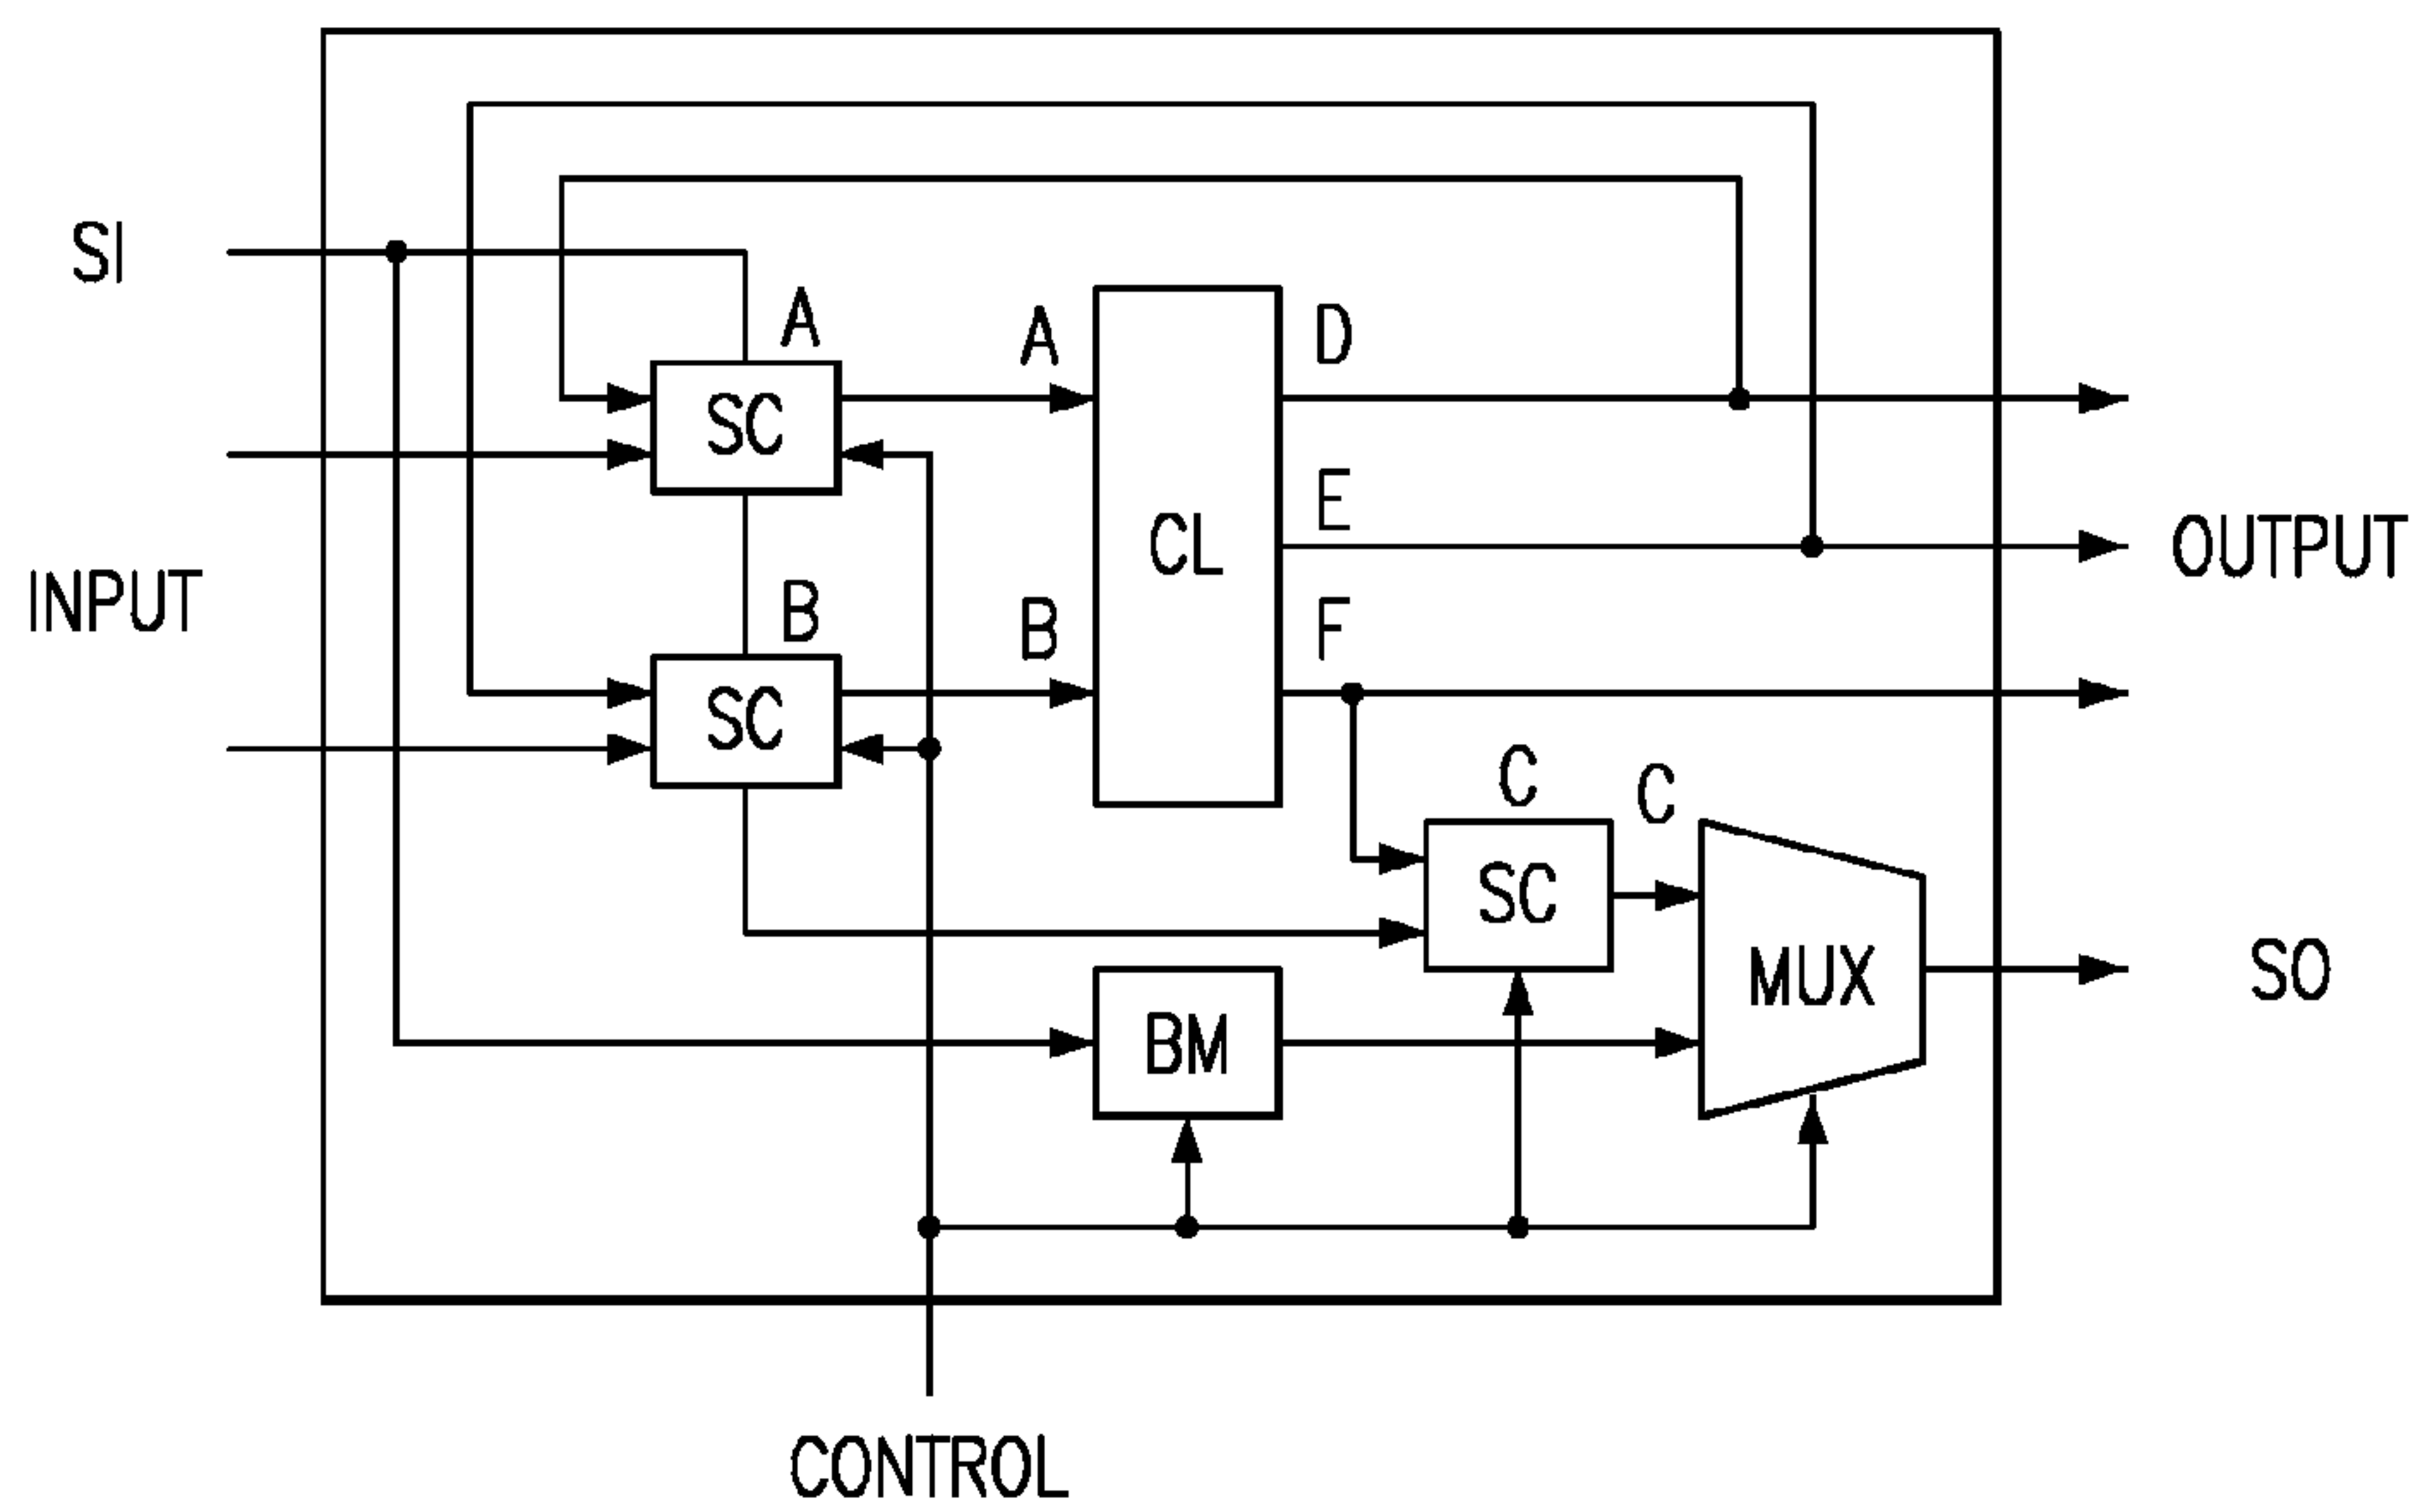 SI
A
A
D
SC
E
CL
OUTPUT
INPUT
B
B
F
SC
C
C
SC
MUX
SO
BM
CONTROL